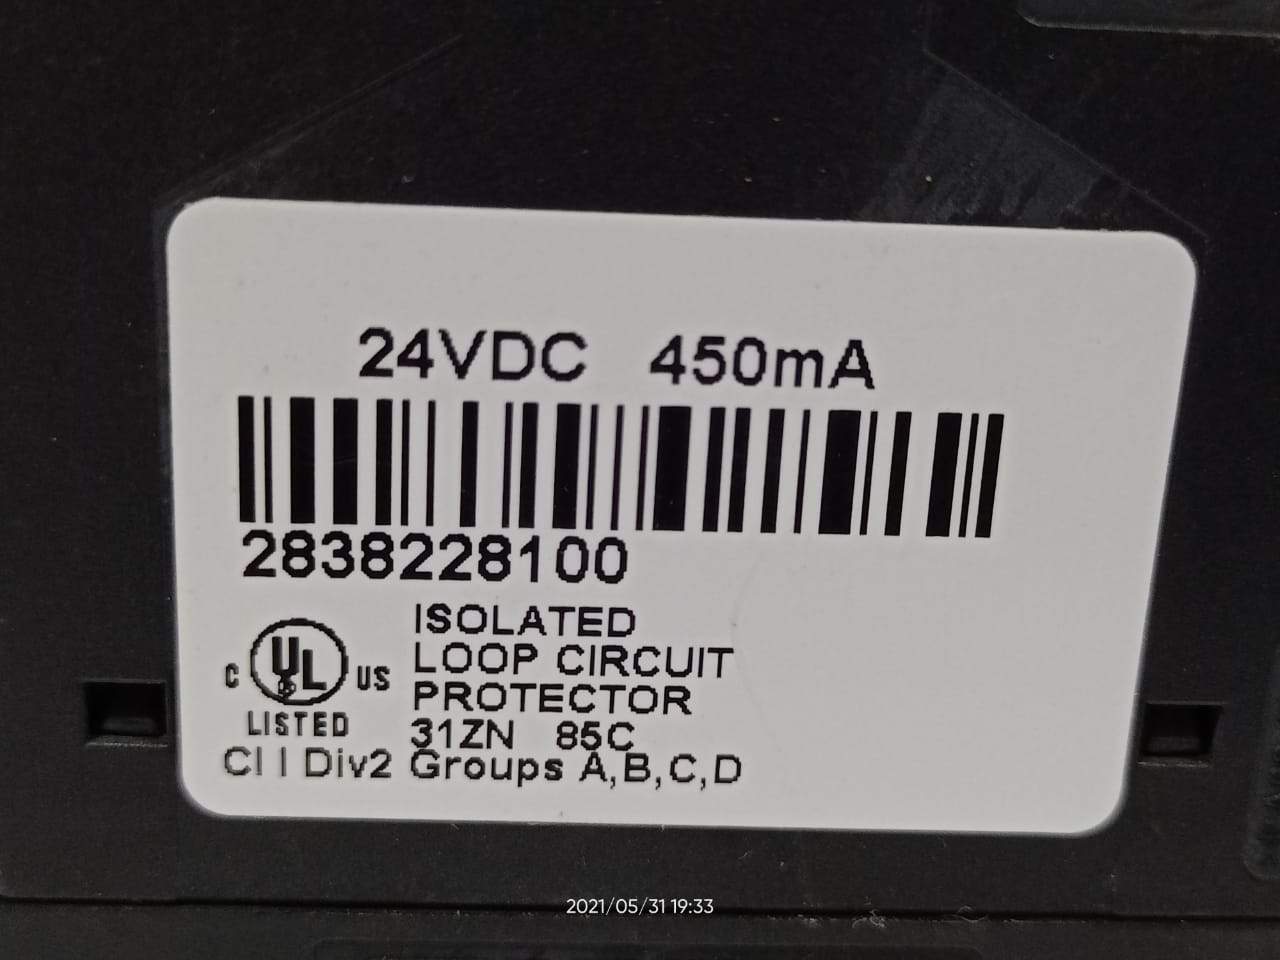 24VDC 450mA
2838228100
ISOLATED
LOOP CIRCUIT
PROTECTOR
C UL US
LISTED
31ZN 85C
Cl I Div2 Groups A,B,C,D
2021/05/31 19:33